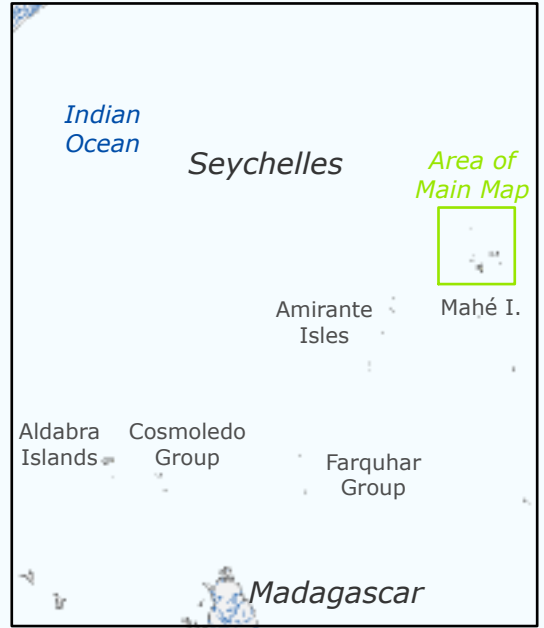 Indian
Ocean
Seychelles
Area of
Main Map
Amirante
Isles
Mahé I.
Aldabra
Islands
Cosmoledo
Group
Farquhar
Group
Madagascar